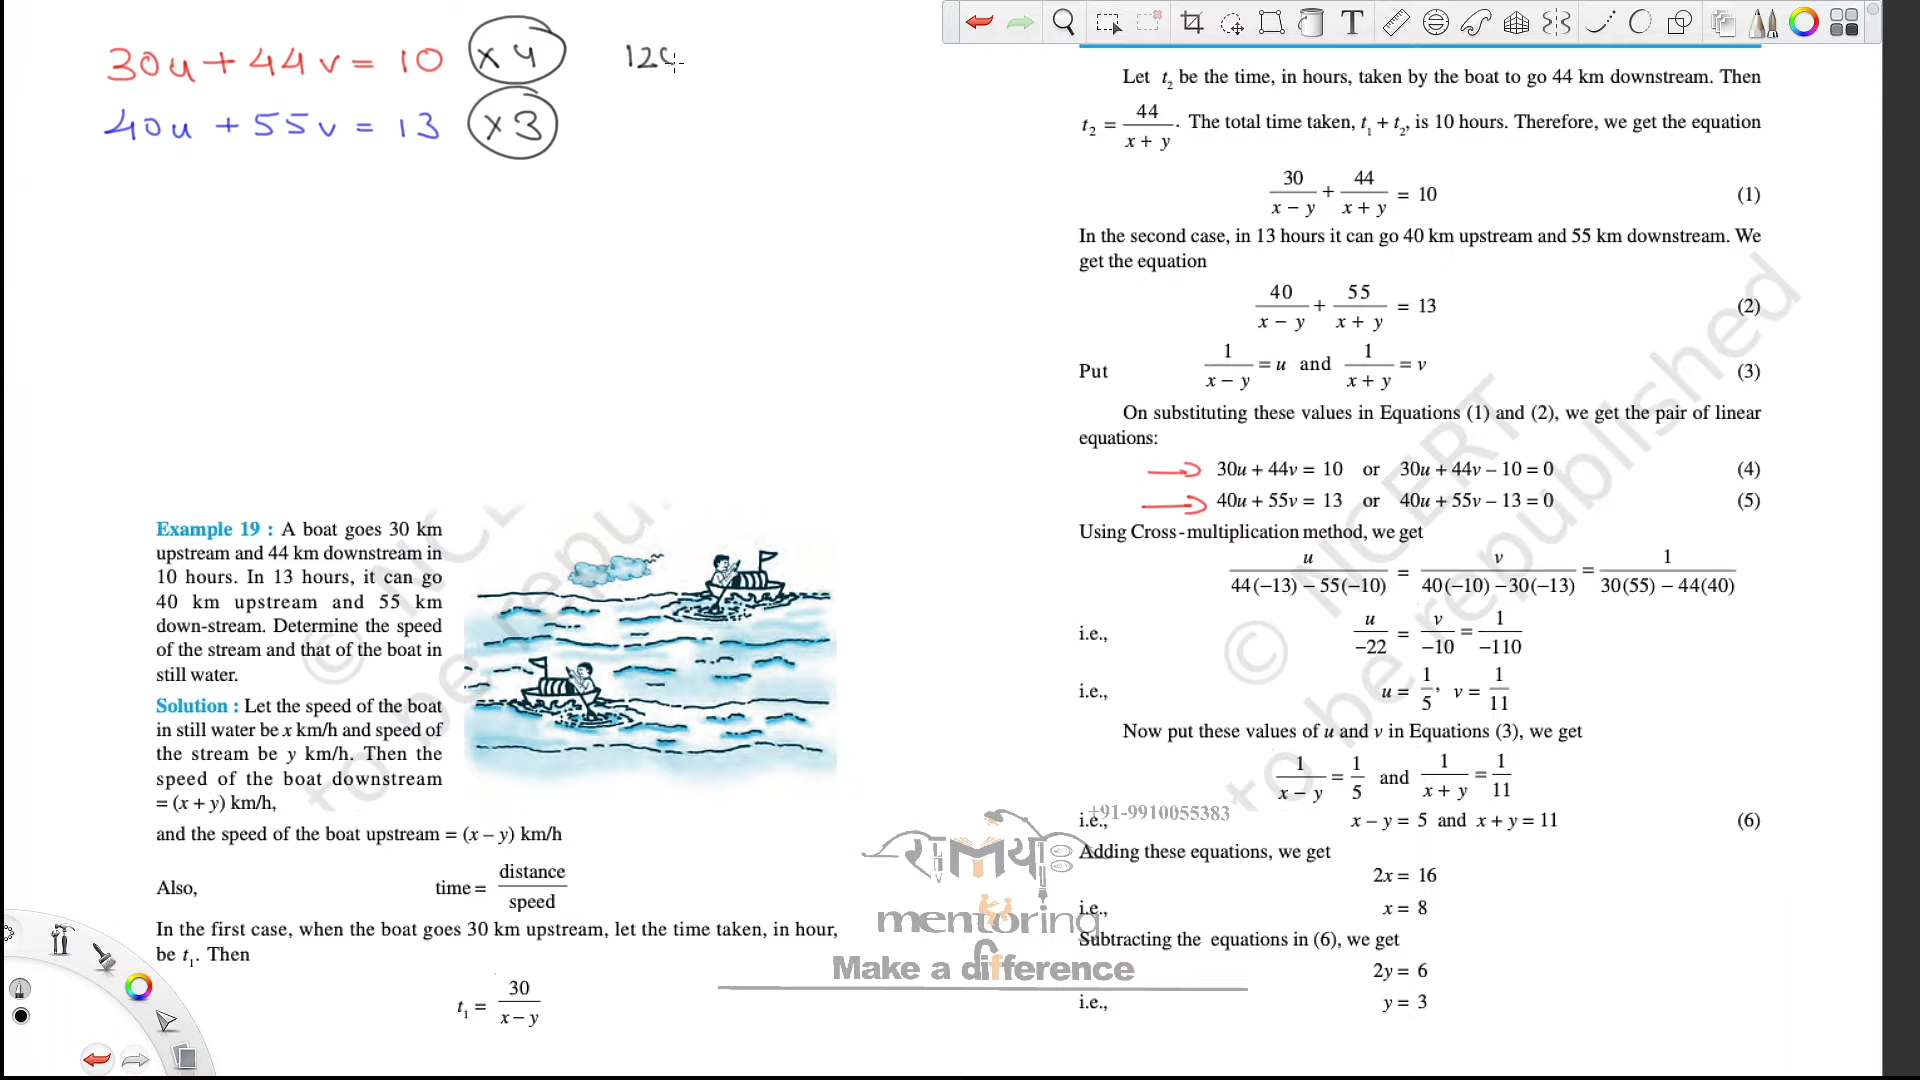 30u + 44v = 10 ×4 12
40u + 55v = 13 ×3
Example 19 : A boat goes 30 km
upstream and 44 km downstream in
10 hours. In 13 hours, it can go
40 km upstream and 55 km
down-stream. Determine the speed
of the stream and that of the boat in
still water.
Solution : Let the speed of the boat
in still water be x km/h and speed of
the stream be y km/h. Then the
speed of the boat downstream
= (x + y) km/h,
and the speed of the boat upstream = (x – y) km/h
Also, time = distance / speed
In the first case, when the boat goes 30 km upstream, let the time taken, in hour,
be t₁. Then
t₁ = 30 / (x – y)
Let t₂ be the time, in hours, taken by the boat to go 44 km downstream. Then
t₂ = 44 / (x + y). The total time taken, t₁ + t₂, is 10 hours. Therefore, we get the equation
30 / (x – y) + 44 / (x + y) = 10 (1)
In the second case, in 13 hours it can go 40 km upstream and 55 km downstream. We
get the equation
40 / (x – y) + 55 / (x + y) = 13 (2)
Put 1 / (x – y) = u and 1 / (x + y) = v (3)
On substituting these values in Equations (1) and (2), we get the pair of linear
equations:
30u + 44v = 10 or 30u + 44v – 10 = 0 (4)
40u + 55v = 13 or 40u + 55v – 13 = 0 (5)
Using Cross-multiplication method, we get
u / (44(–13) – 55(–10)) = v / (40(–10) – 30(–13)) = 1 / (30(55) – 44(40))
i.e., u / –22 = v / –10 = 1 / –110
i.e., u = 1/5, v = 1/11
Now put these values of u and v in Equations (3), we get
1 / (x – y) = 1/5 and 1 / (x + y) = 1/11
i.e., x – y = 5 and x + y = 11 (6)
Adding these equations, we get
2x = 16
i.e., x = 8
Subtracting the equations in (6), we get
2y = 6
i.e., y = 3
© NCERT
to be republished
+91-9910055383
mentoring
Make a difference